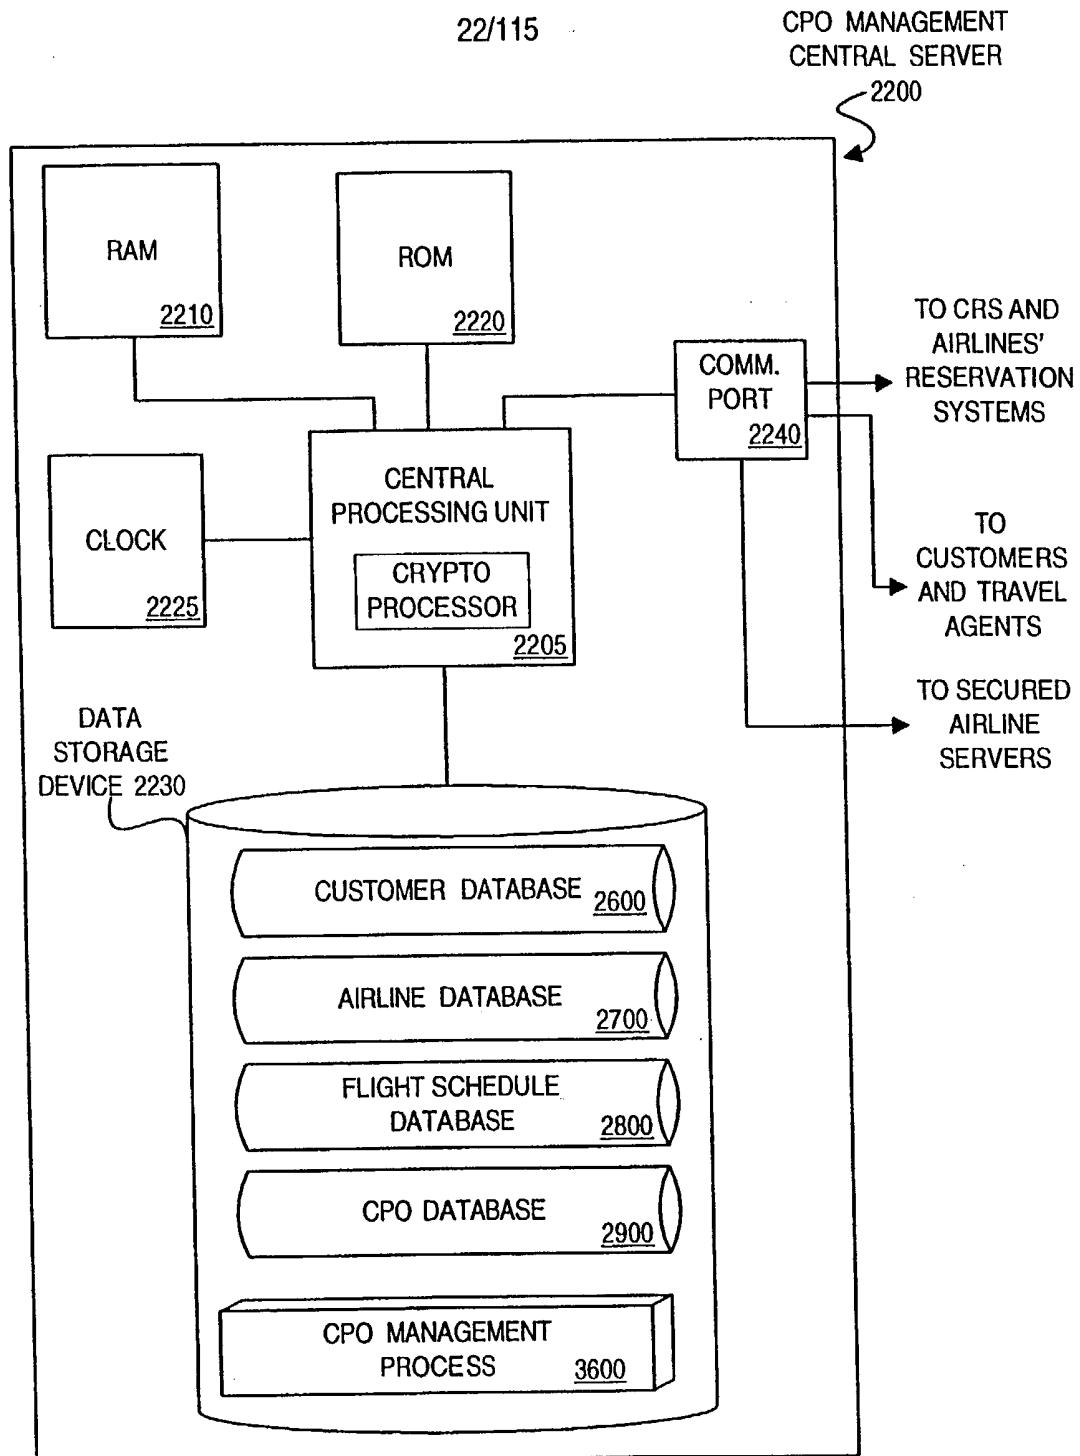 22/115
CPO MANAGEMENT
CENTRAL SERVER
2200
RAM
2210
ROM
2220
COMM.
PORT
2240
TO CRS AND
AIRLINES'
RESERVATION
SYSTEMS
CLOCK
2225
CENTRAL
PROCESSING UNIT
CRYPTO
PROCESSOR
2205
TO
CUSTOMERS
AND TRAVEL
AGENTS
TO SECURED
AIRLINE
SERVERS
DATA
STORAGE
DEVICE 2230
CUSTOMER DATABASE
2600
AIRLINE DATABASE
2700
FLIGHT SCHEDULE
DATABASE
2800
CPO DATABASE
2900
CPO MANAGEMENT
PROCESS
3600